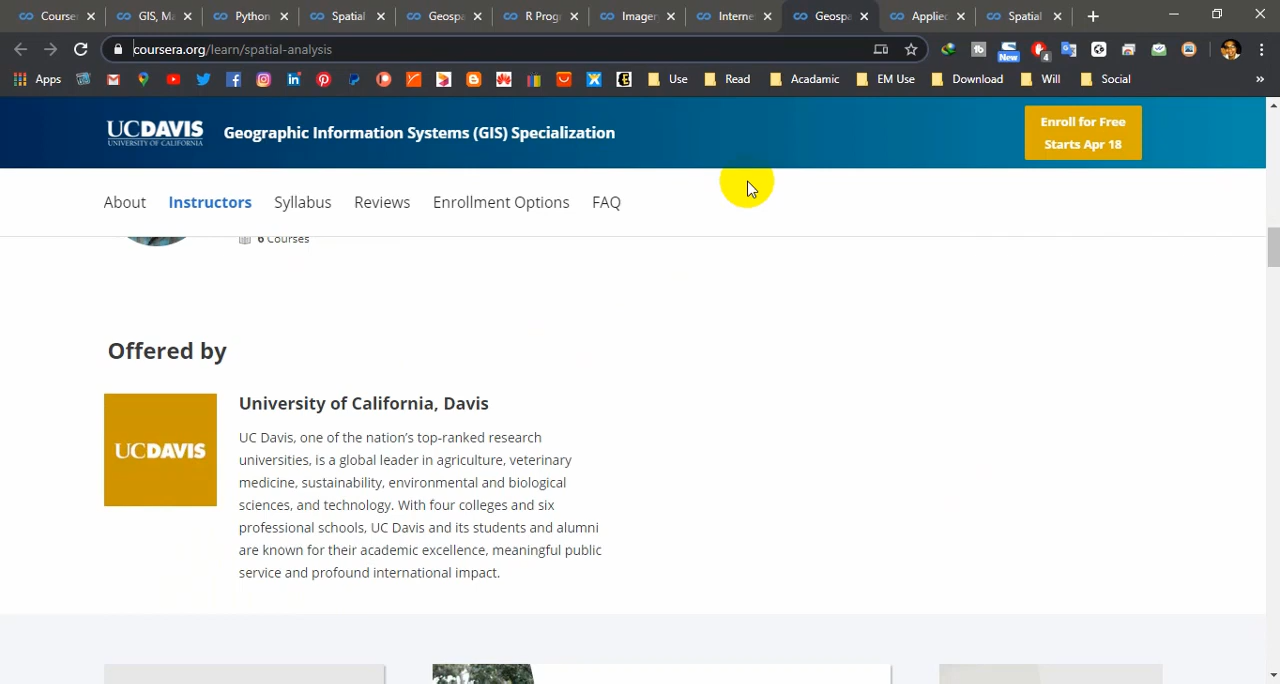 Course
GIS, Ma
Python
Spatial
Geospa
R Prog
Imager
Interne
Geospa
Applied
Spatial
coursera.org/learn/spatial-analysis
New
4
Apps
Use
Read
Acadamic
EM Use
Download
Will
Social
»
UCDAVIS
UNIVERSITY OF CALIFORNIA
Geographic Information Systems (GIS) Specialization
Enroll for Free
Starts Apr 18
About
Instructors
Syllabus
Reviews
Enrollment Options
FAQ
6 Courses
Offered by
UCDAVIS
University of California, Davis
UC Davis, one of the nation’s top-ranked research
universities, is a global leader in agriculture, veterinary
medicine, sustainability, environmental and biological
sciences, and technology. With four colleges and six
professional schools, UC Davis and its students and alumni
are known for their academic excellence, meaningful public
service and profound international impact.